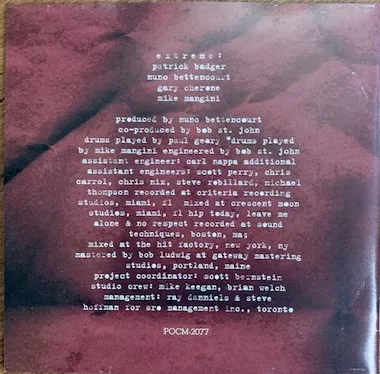 extreme:
patrick badger
nuno bettencourt
gary cherone
mike mangini
produced by nuno bettencourt
co-produced by bob st. john
drums played by paul geary *drums played
by mike mangini engineered by bob st. john
assistant engineer: carl nappa additional
assistant engineers: scott perry, chris
carrol, chris nix, steve robillard, michael
thompson recorded at criteria recording
studios, miami, fl mixed at crescent moon
studios, miami, fl hip today, leave me
alone & no respect recorded at sound
techniques, boston, mas
mixed at the hit factory, new york, ny
mastered by bob ludwig at gateway mastering
studios, portland, maine
project coordinator: scott bernstein
studio crew: mike keegan, brian welch
management: ray danniels & steve
hoffman for sro management inc., toronto
POCM-2077